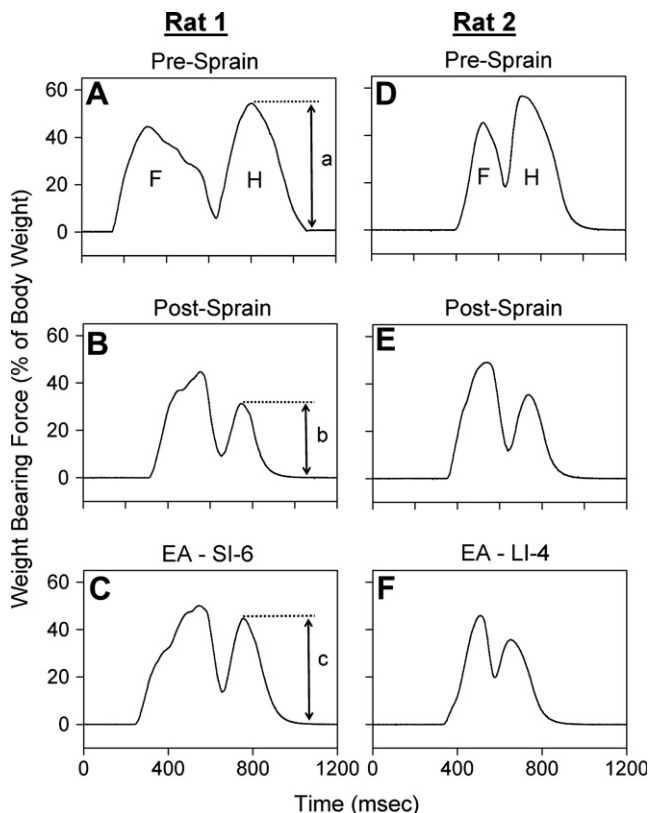 Rat 1 Rat 2
Pre-Sprain Pre-Sprain
A D
60
40
20
0
F H a
F H
Post-Sprain Post-Sprain
B E
60
40
20
0
b
EA - SI-6 EA - LI-4
C F
60
40
20
0
c
0 400 800 1200 0 400 800 1200
Time (msec)
Weight Bearing Force (% of Body Weight)